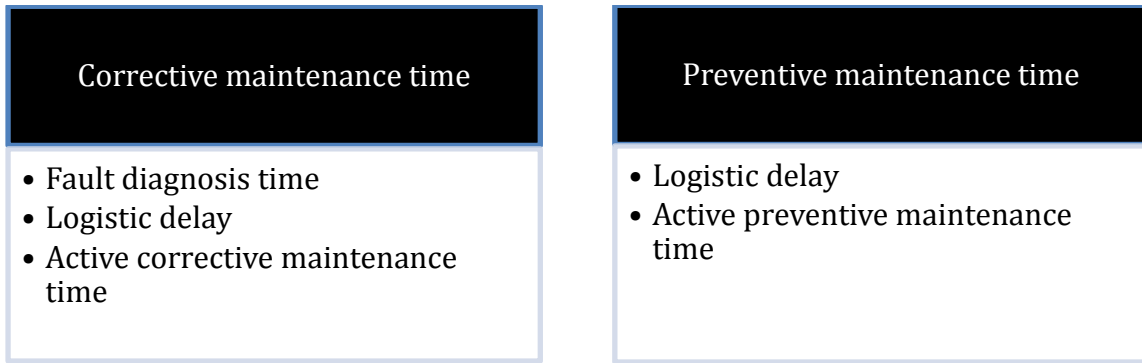 Corrective maintenance time
• Fault diagnosis time
• Logistic delay
• Active corrective maintenance
time
Preventive maintenance time
• Logistic delay
• Active preventive maintenance
time